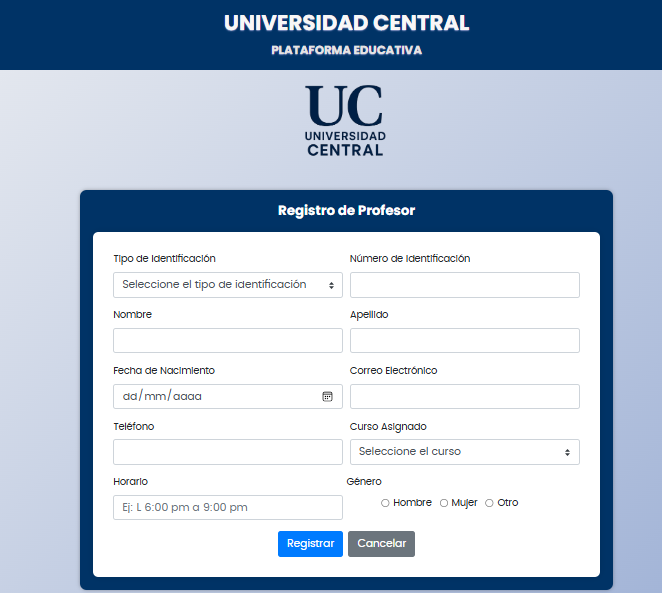 UNIVERSIDAD CENTRAL
PLATAFORMA EDUCATIVA
UC
UNIVERSIDAD
CENTRAL
Registro de Profesor
Tipo de Identificación
Número de Identificación
Seleccione el tipo de identificación
Nombre
Apellido
Fecha de Nacimiento
Correo Electrónico
dd/mm/aaaa
Teléfono
Curso Asignado
Seleccione el curso
Horario
Género
Ej: L 6:00 pm a 9:00 pm
Hombre Mujer Otro
Registrar Cancelar